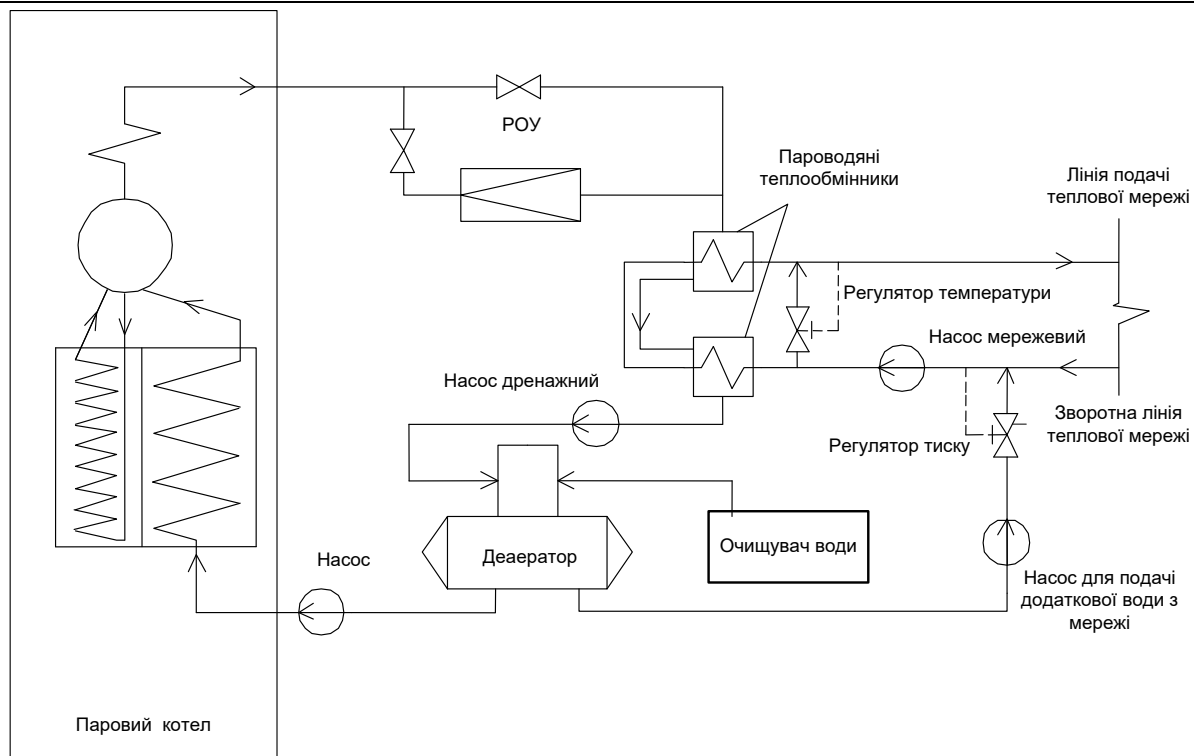 РОУ
Пароводяні
теплообмінники
Лінія подачі
теплової мережі
Регулятор температури
Насос мережевий
Насос дренажний
Зворотна лінія
теплової мережі
Регулятор тиску
Очищувач води
Деаератор
Насос
Насос для подачі
додаткової води з
мережі
Паровий котел